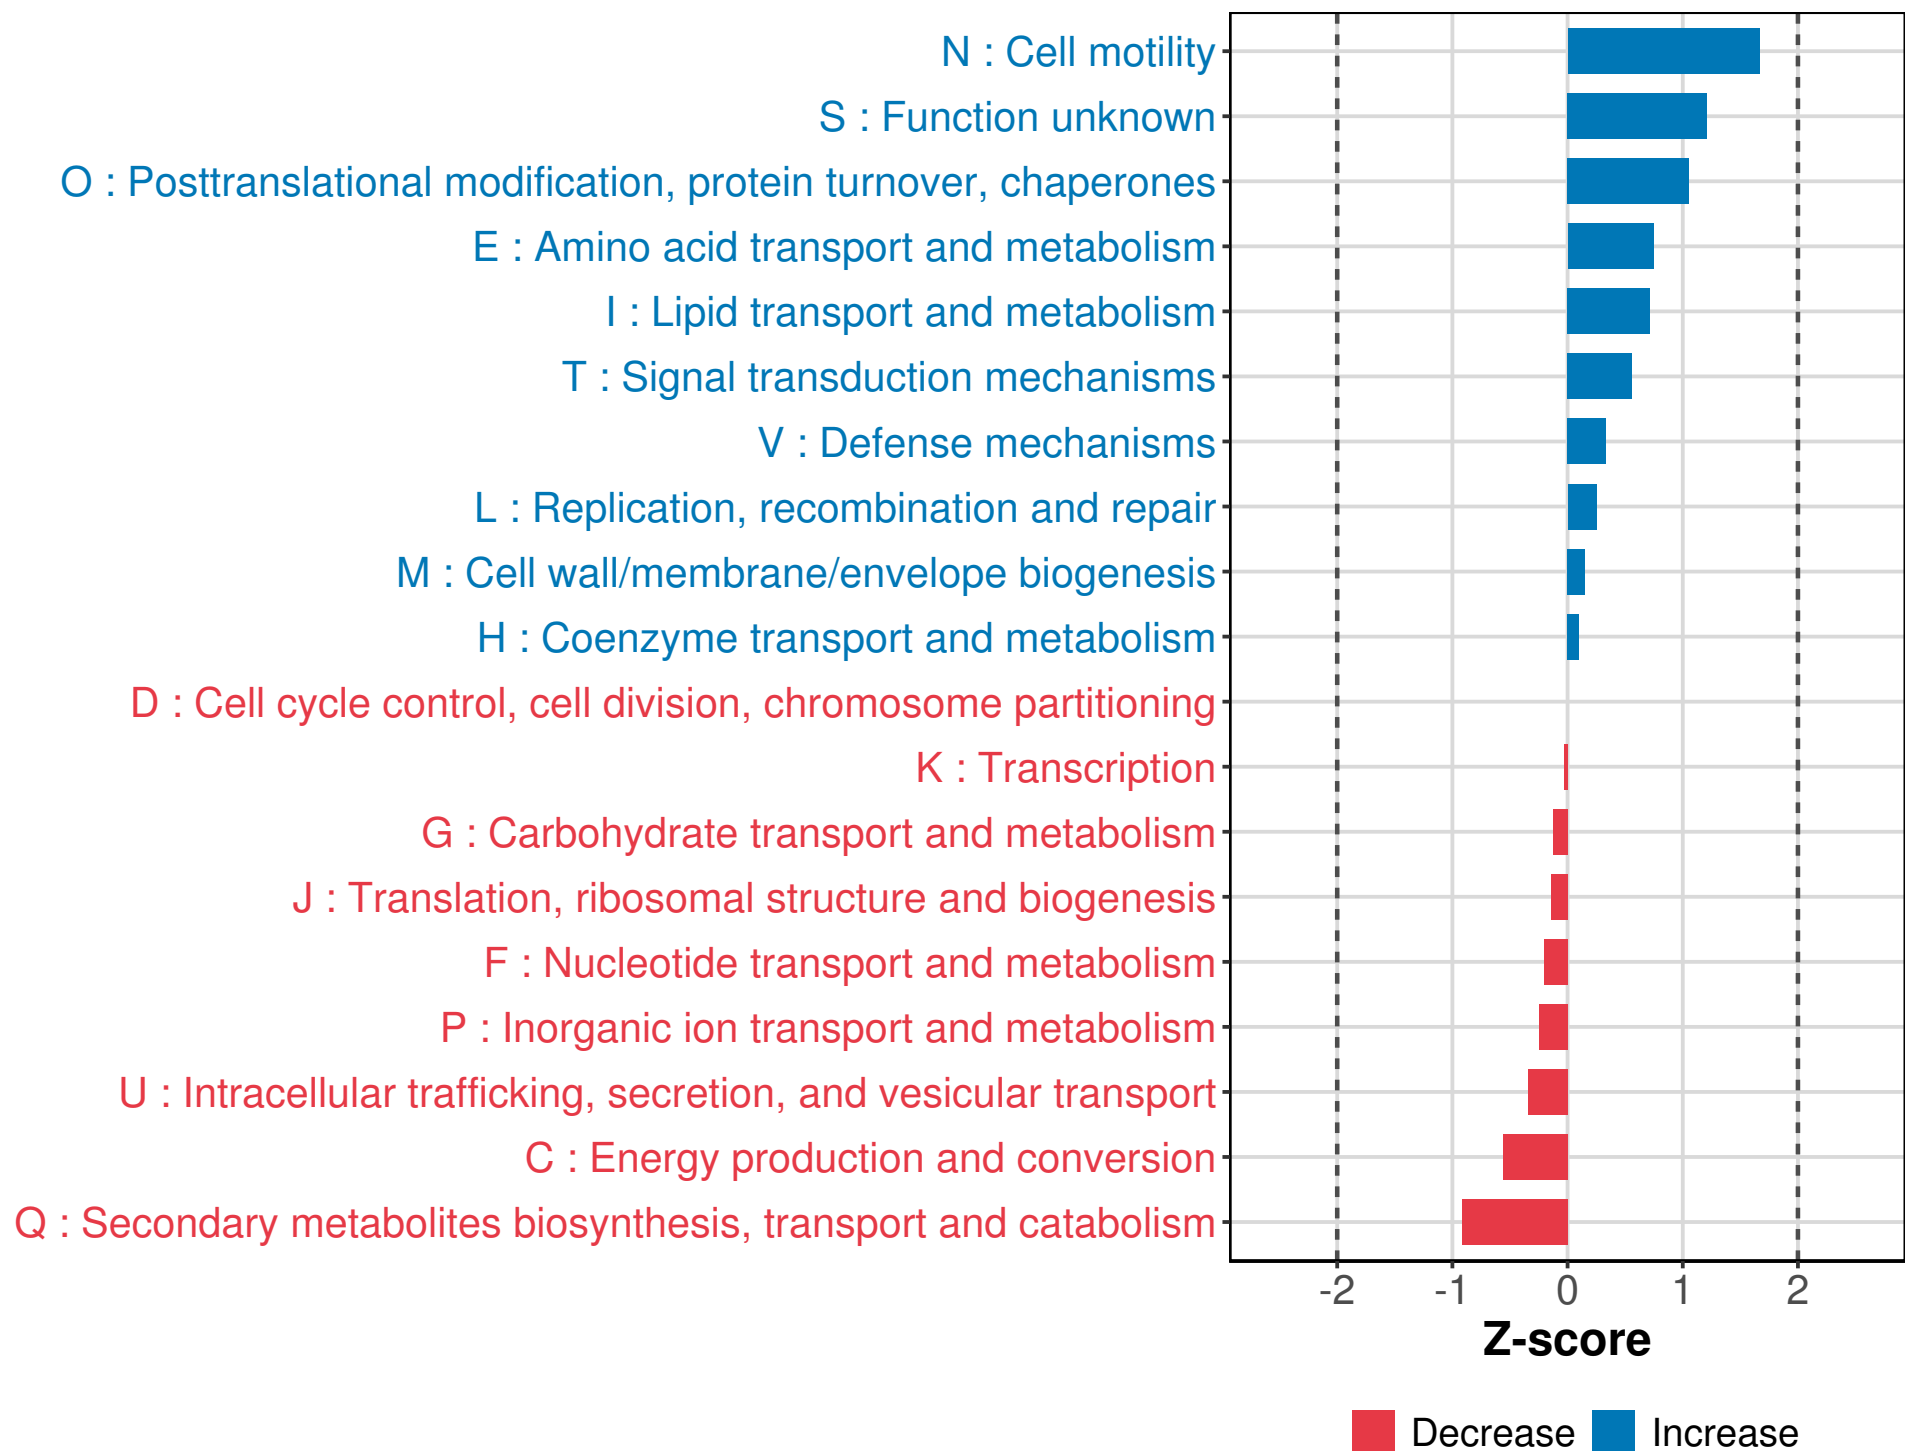 N : Cell motility
S : Function unknown
O : Posttranslational modification, protein turnover, chaperones
E : Amino acid transport and metabolism
I : Lipid transport and metabolism
T : Signal transduction mechanisms
V : Defense mechanisms
L : Replication, recombination and repair
M : Cell wall/membrane/envelope biogenesis
H : Coenzyme transport and metabolism
D : Cell cycle control, cell division, chromosome partitioning
K : Transcription
G : Carbohydrate transport and metabolism
J : Translation, ribosomal structure and biogenesis
F : Nucleotide transport and metabolism
P : Inorganic ion transport and metabolism
U : Intracellular trafficking, secretion, and vesicular transport
C : Energy production and conversion
Q : Secondary metabolites biosynthesis, transport and catabolism
-2 -1 0 1 2
Z-score
Decrease Increase